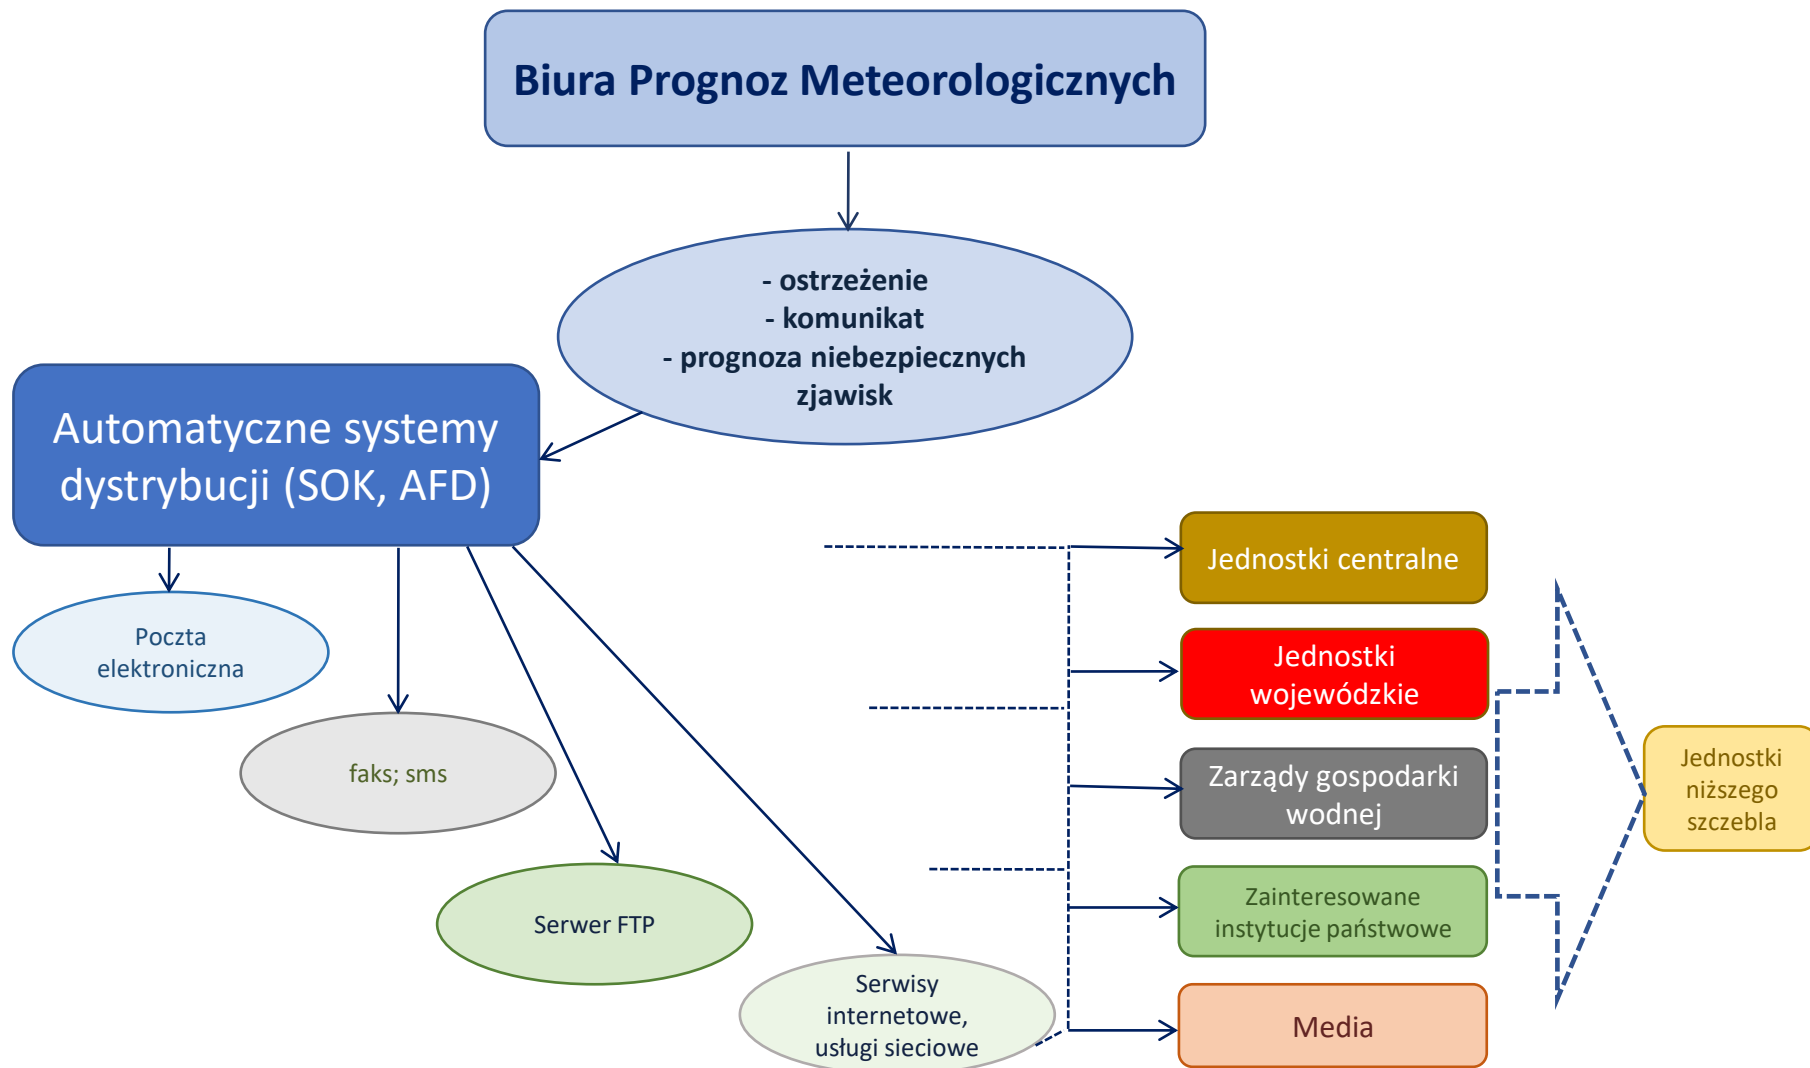 Biura Prognoz Meteorologicznych
- ostrzeżenie
- komunikat
- prognoza niebezpiecznych
zjawisk
Automatyczne systemy
dystrybucji (SOK, AFD)
Poczta
elektroniczna
faks; sms
Serwer FTP
Serwisy
internetowe,
usługi sieciowe
Jednostki centralne
Jednostki
wojewódzkie
Zarządy gospodarki
wodnej
Zainteresowane
instytucje państwowe
Media
Jednostki
niższego
szczebla